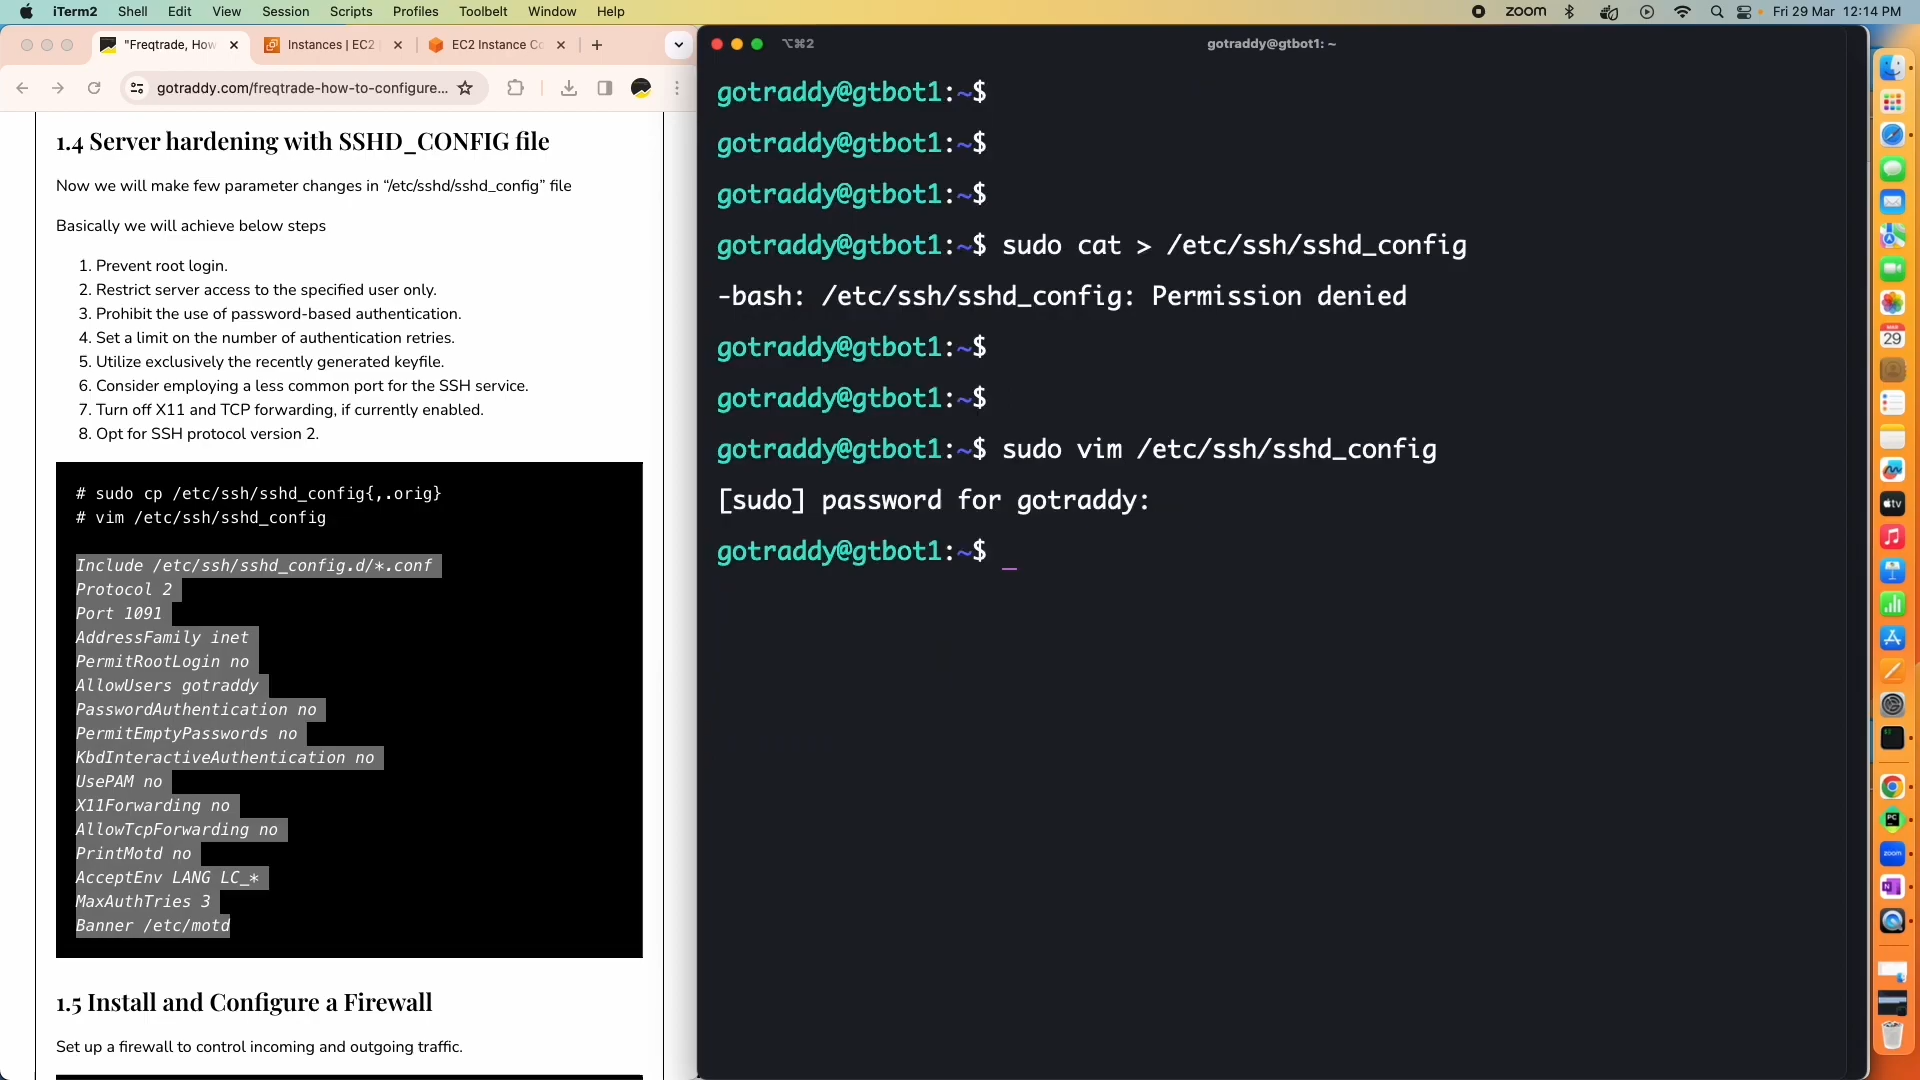 iTerm2 Shell Edit View Session Scripts Profiles Toolbelt Window Help
zoom Fri 29 Mar 12:14 PM
"Freqtrade, How
Instances | EC2
EC2 Instance Co
gotraddy.com/freqtrade-how-to-configure...
1.4 Server hardening with SSHD_CONFIG file
Now we will make few parameter changes in “/etc/sshd/sshd_config” file
Basically we will achieve below steps
1. Prevent root login.
2. Restrict server access to the specified user only.
3. Prohibit the use of password-based authentication.
4. Set a limit on the number of authentication retries.
5. Utilize exclusively the recently generated keyfile.
6. Consider employing a less common port for the SSH service.
7. Turn off X11 and TCP forwarding, if currently enabled.
8. Opt for SSH protocol version 2.
# sudo cp /etc/ssh/sshd_config{,.orig}
# vim /etc/ssh/sshd_config
Include /etc/ssh/sshd_config.d/*.conf
Protocol 2
Port 1091
AddressFamily inet
PermitRootLogin no
AllowUsers gotraddy
PasswordAuthentication no
PermitEmptyPasswords no
KbdInteractiveAuthentication no
UsePAM no
X11Forwarding no
AllowTcpForwarding no
PrintMotd no
AcceptEnv LANG LC_*
MaxAuthTries 3
Banner /etc/motd
1.5 Install and Configure a Firewall
Set up a firewall to control incoming and outgoing traffic.
⌥⌘2
gotraddy@gtbot1: ~
gotraddy@gtbot1:~$
gotraddy@gtbot1:~$
gotraddy@gtbot1:~$
gotraddy@gtbot1:~$ sudo cat > /etc/ssh/sshd_config
-bash: /etc/ssh/sshd_config: Permission denied
gotraddy@gtbot1:~$
gotraddy@gtbot1:~$
gotraddy@gtbot1:~$ sudo vim /etc/ssh/sshd_config
[sudo] password for gotraddy:
gotraddy@gtbot1:~$ _
29
tv
PC
zoom
N